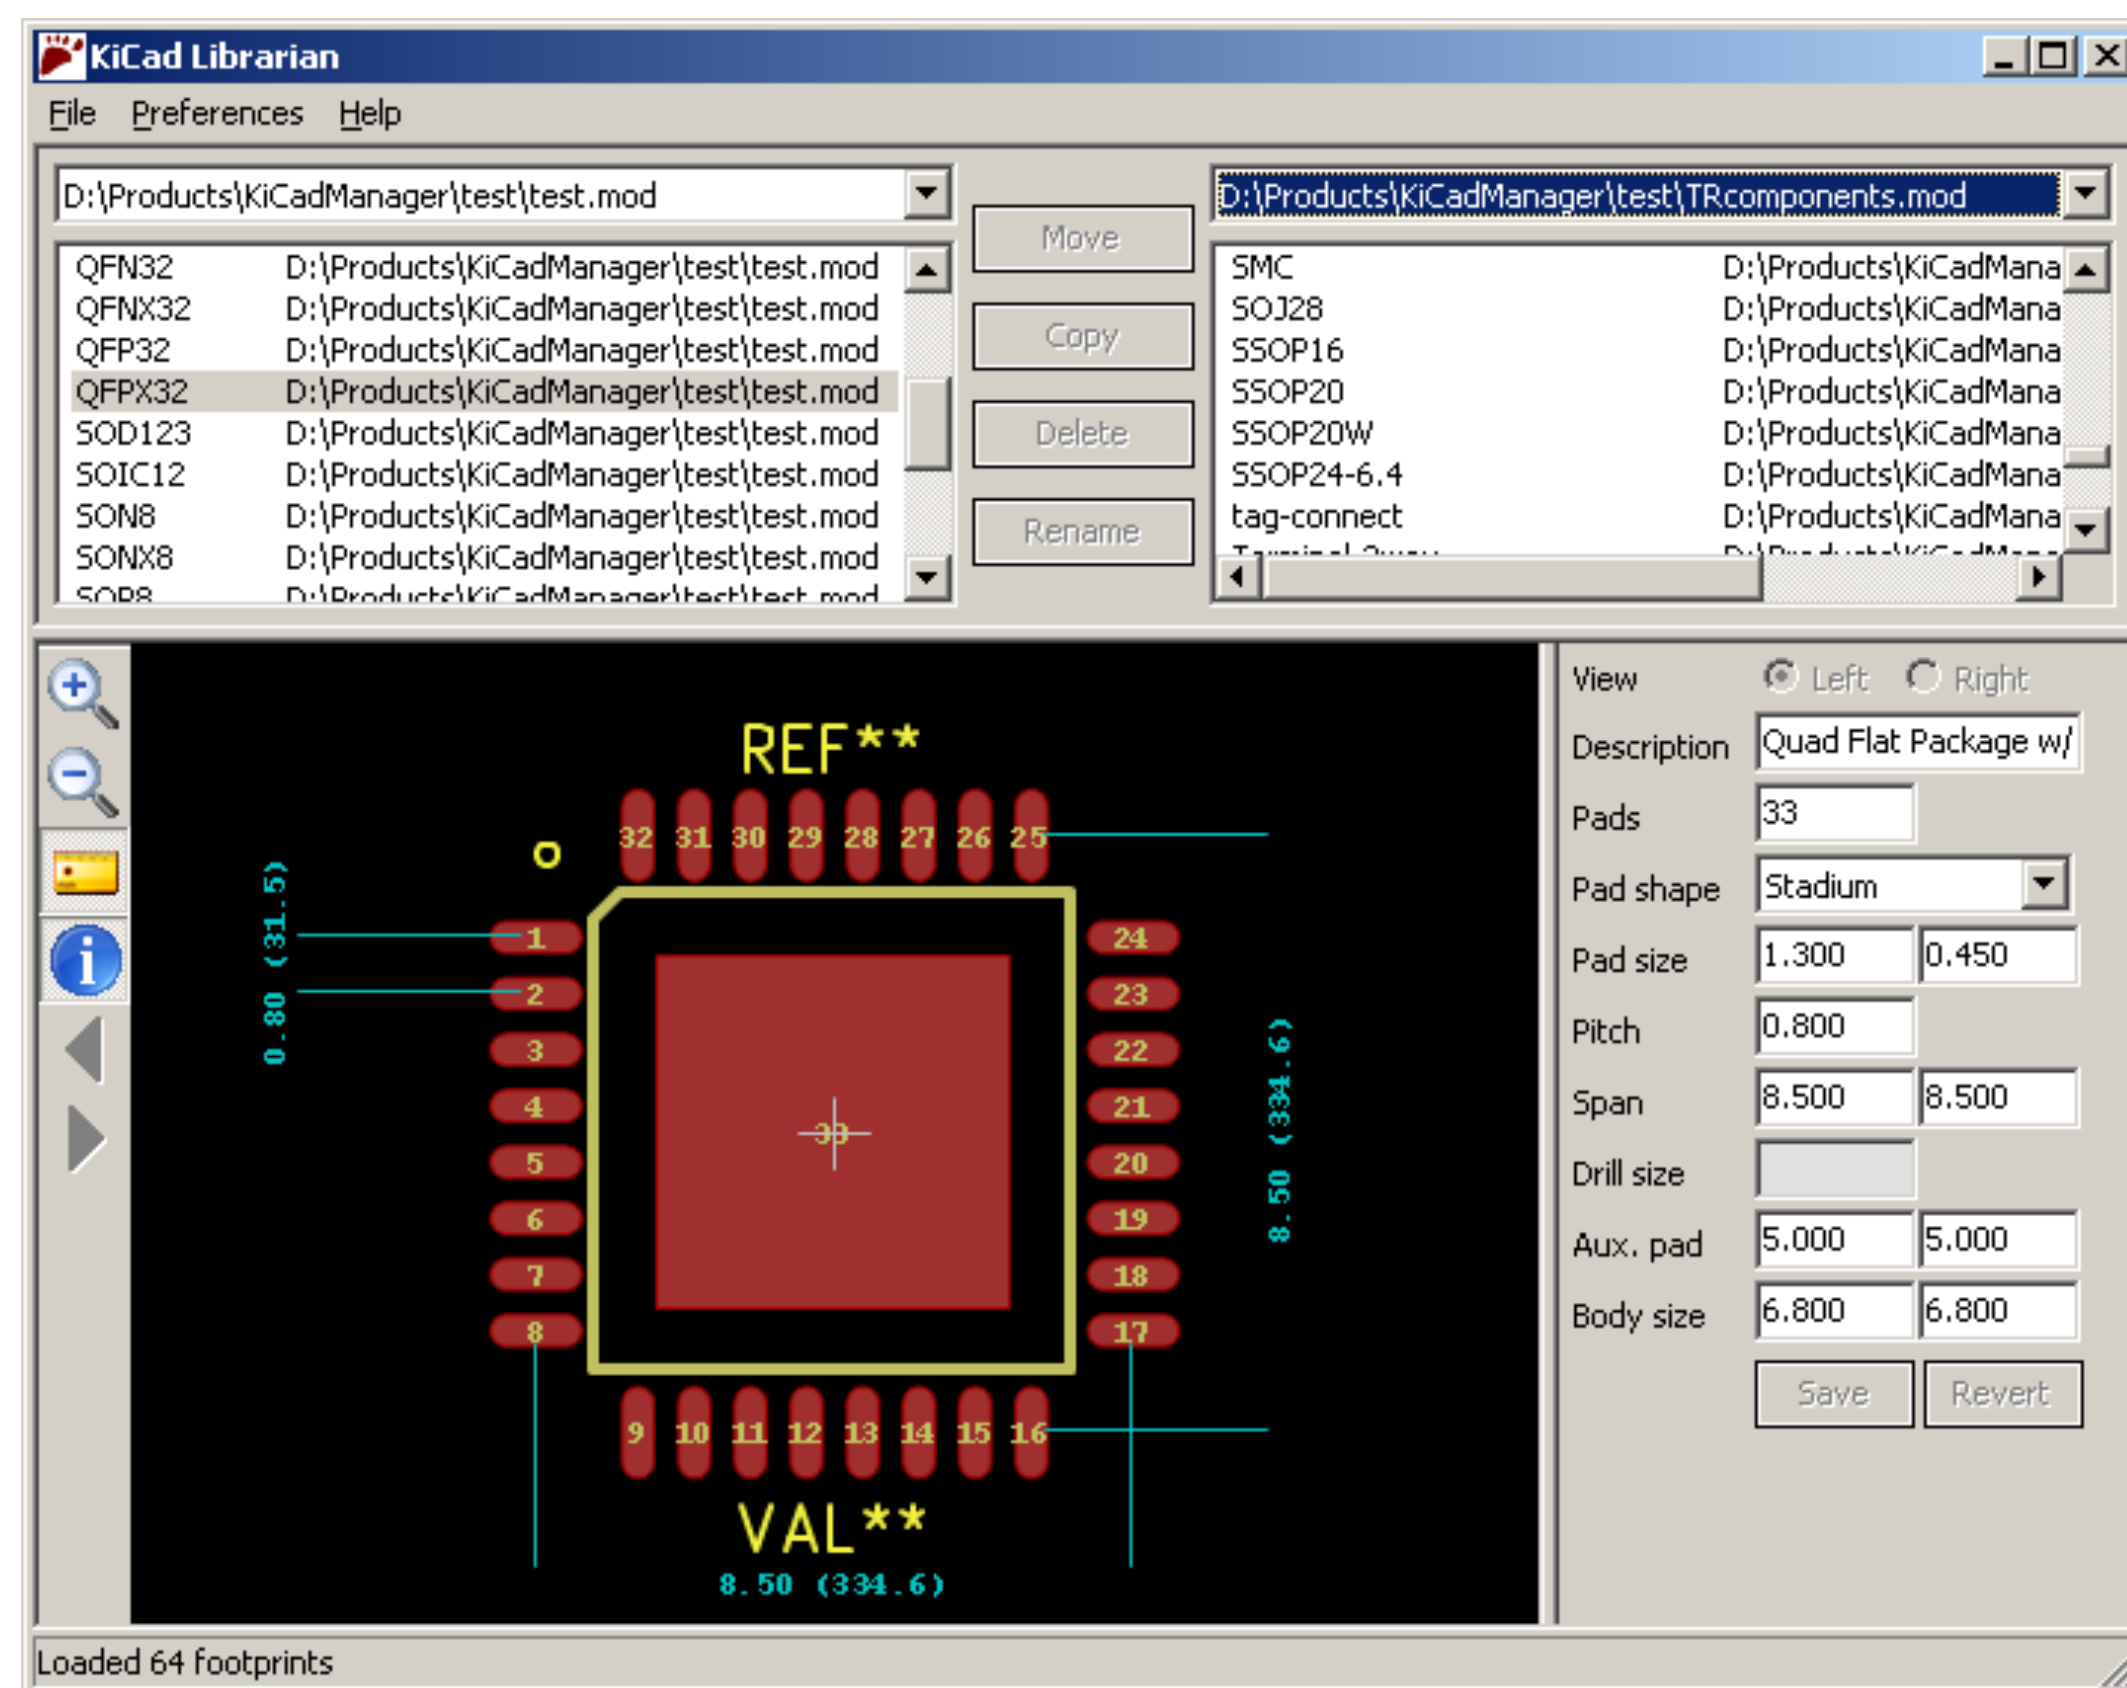 KiCad Librarian
File Preferences Help
D:\Products\KiCadManager\test\test.mod
QFN32 D:\Products\KiCadManager\test\test.mod
QFNX32 D:\Products\KiCadManager\test\test.mod
QFP32 D:\Products\KiCadManager\test\test.mod
QFPX32 D:\Products\KiCadManager\test\test.mod
SOD123 D:\Products\KiCadManager\test\test.mod
SOIC12 D:\Products\KiCadManager\test\test.mod
SON8 D:\Products\KiCadManager\test\test.mod
SONX8 D:\Products\KiCadManager\test\test.mod
SOP8 D:\Products\KiCadManager\test\test.mod
Move
Copy
Delete
Rename
D:\Products\KiCadManager\test\TRcomponents.mod
SMC D:\Products\KiCadMana
SOJ28 D:\Products\KiCadMana
SSOP16 D:\Products\KiCadMana
SSOP20 D:\Products\KiCadMana
SSOP20W D:\Products\KiCadMana
SSOP24-6.4 D:\Products\KiCadMana
tag-connect D:\Products\KiCadMana
REF**
32 31 30 29 28 27 26 25
0.80 (31.5)
1 24
2 23
3 22
4 21
33
5 20
6 19
7 18
8 17
8.50 (334.6)
9 10 11 12 13 14 15 16
VAL**
8.50 (334.6)
View Left Right
Description Quad Flat Package w/
Pads 33
Pad shape Stadium
Pad size 1.300 0.450
Pitch 0.800
Span 8.500 8.500
Drill size
Aux. pad 5.000 5.000
Body size 6.800 6.800
Save Revert
Loaded 64 footprints